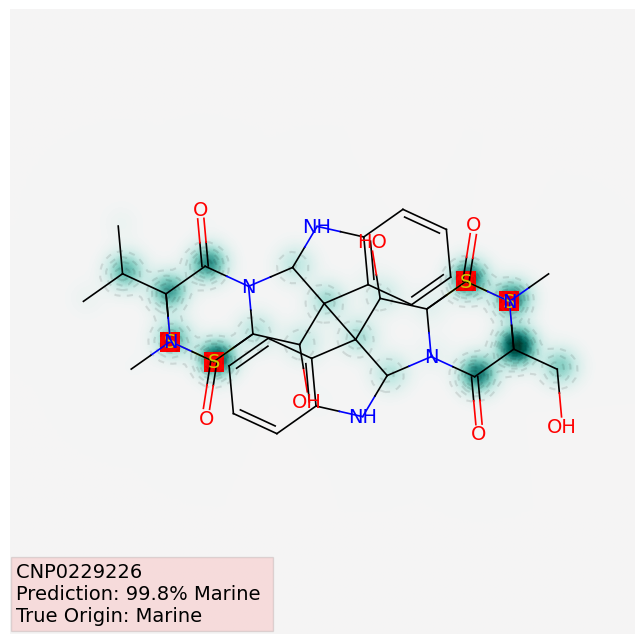 O
O
NH
HO
S
N
N
N
S
N
O
OH
NH
O
OH
CNP0229226
Prediction: 99.8% Marine
True Origin: Marine